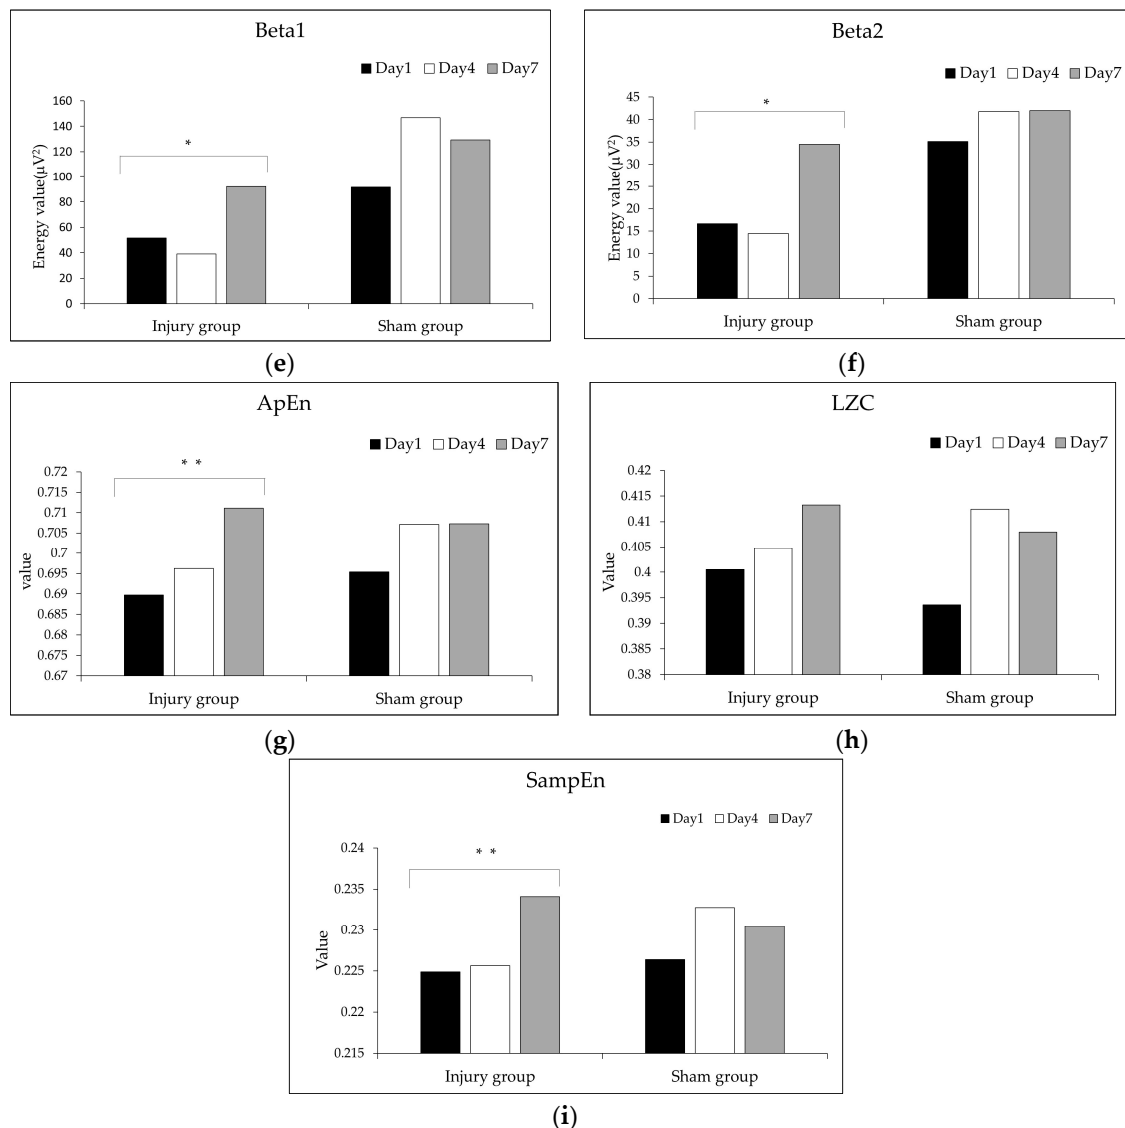 Beta1
Day1 Day4 Day7
Energy value(µV²)
160
140
120
100
80
60
40
20
0
*
Injury group Sham group
(e)
Beta2
Day1 Day4 Day7
Energy value(µV²)
45
40
35
30
25
20
15
10
5
0
*
Injury group Sham group
(f)
ApEn
Day1 Day4 Day7
value
0.72
0.715
0.71
0.705
0.7
0.695
0.69
0.685
0.68
0.675
0.67
* *
Injury group Sham group
(g)
LZC
Day1 Day4 Day7
Value
0.42
0.415
0.41
0.405
0.4
0.395
0.39
0.385
0.38
Injury group Sham group
(h)
SampEn
Day1 Day4 Day7
Value
0.24
0.235
0.23
0.225
0.22
0.215
* *
Injury group Sham group
(i)